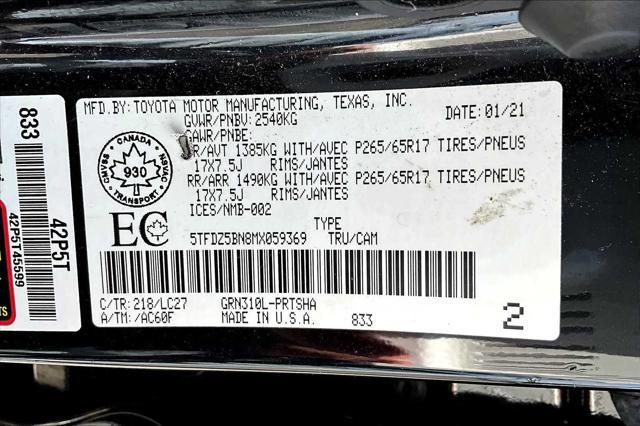 MFD.BY:TOYOTA MOTOR MANUFACTURING, TEXAS, INC.
DATE: 01/21
GVWR/PNBV: 2540KG
GAWR/PNBE:
FR/AVT 1385KG WITH/AVEC P265/65R17 TIRES/PNEUS
17X7.5J RIMS/JANTES
RR/ARR 1490KG WITH/AVEC P265/65R17 TIRES/PNEUS
17X7.5J RIMS/JANTES
ICES/NMB-002
TYPE
5TFDZ5BN8MX059369 TRU/CAM
CANADA
CMVSS
930
NSVAC
TRANSPORT
EC
C/TR: 218/LC27 GRN310L-PRTSHA
A/TM: /AC60F MADE IN U.S.A. 833
2
833
42P5T
42P5T45599